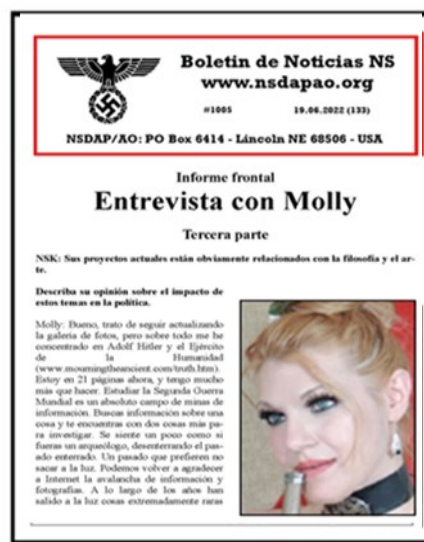 Boletin de Noticias NS
www.nsdapao.org
#1005 19.06.2022 (133)
NSDAP/AO: PO Box 6414 - Lincoln NE 68506 - USA
Informe frontal
Entrevista con Molly
Tercera parte
NSK: Sus proyectos actuales están obviamente relacionados con la filosofía y el ar-
te.
Describa su opinión sobre el impacto de
estos temas en la política.
Molly: Bueno, trato de seguir actualizando
la galería de fotos, pero sobre todo me he
concentrado en Adolf Hitler y el Ejército
de la Humanidad
(www.mourningtheancient.com/truth.htm).
Estoy en 21 páginas ahora, y tengo mucho
más que hacer. Estudiar la Segunda Guerra
Mundial es un absoluto campo de minas de
información. Buscas información sobre una
cosa y te encuentras con dos cosas más pa-
ra investigar. Se siente un poco como si
fueras un arqueólogo, desenterrando el pa-
sado enterrado. Un pasado que prefieren no
sacar a la luz. Podemos volver a agradecer
a Internet la avalancha de información y
fotografías. A lo largo de los años han
salido a la luz cosas extremadamente raras